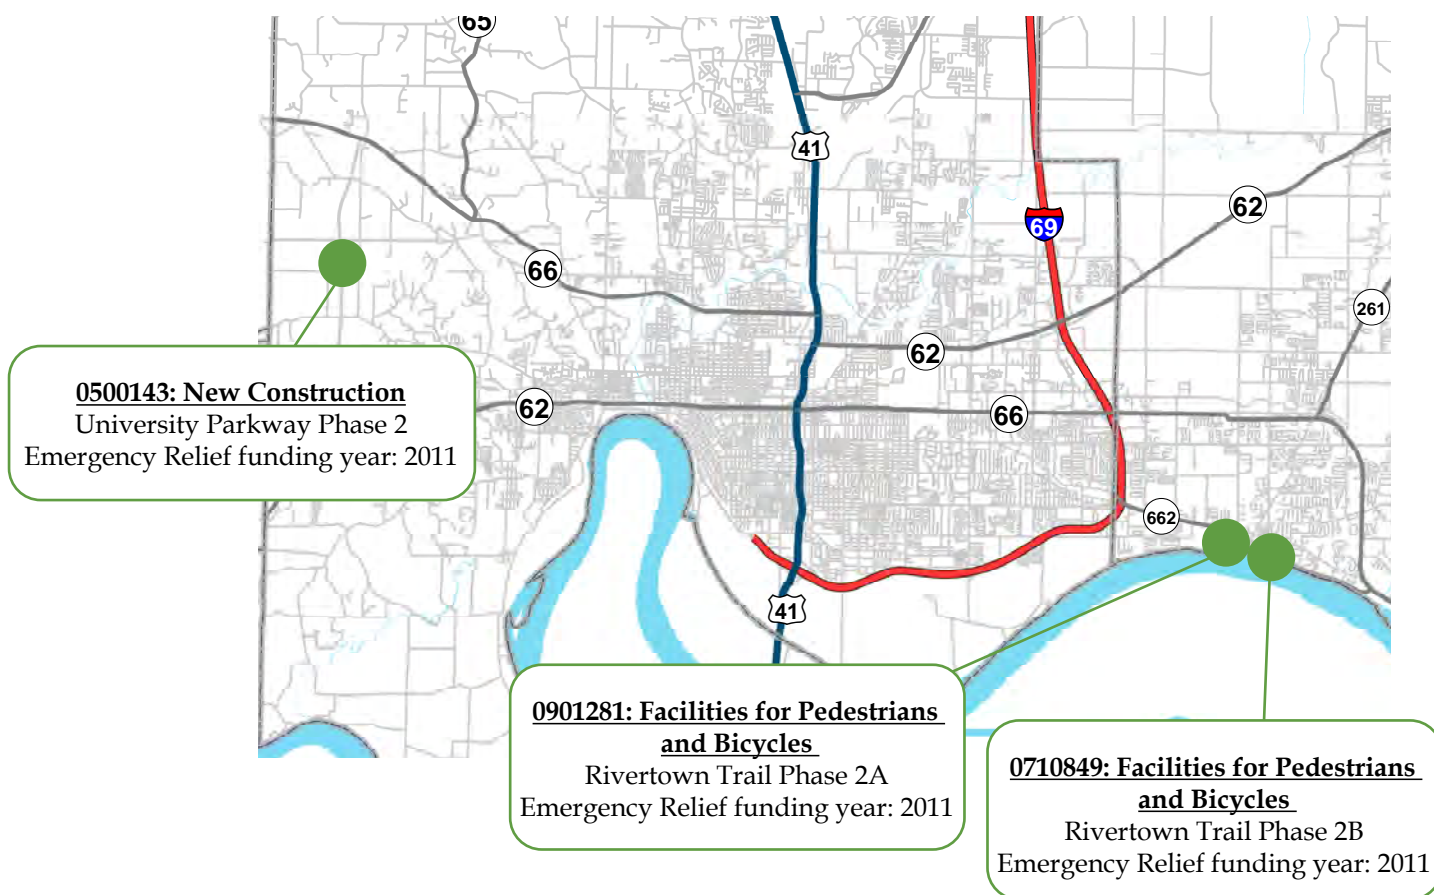 65
41
62
69
66
261
62
0500143: New Construction
University Parkway Phase 2
Emergency Relief funding year: 2011
62
66
662
41
0901281: Facilities for Pedestrians
and Bicycles
Rivertown Trail Phase 2A
Emergency Relief funding year: 2011
0710849: Facilities for Pedestrians
and Bicycles
Rivertown Trail Phase 2B
Emergency Relief funding year: 2011